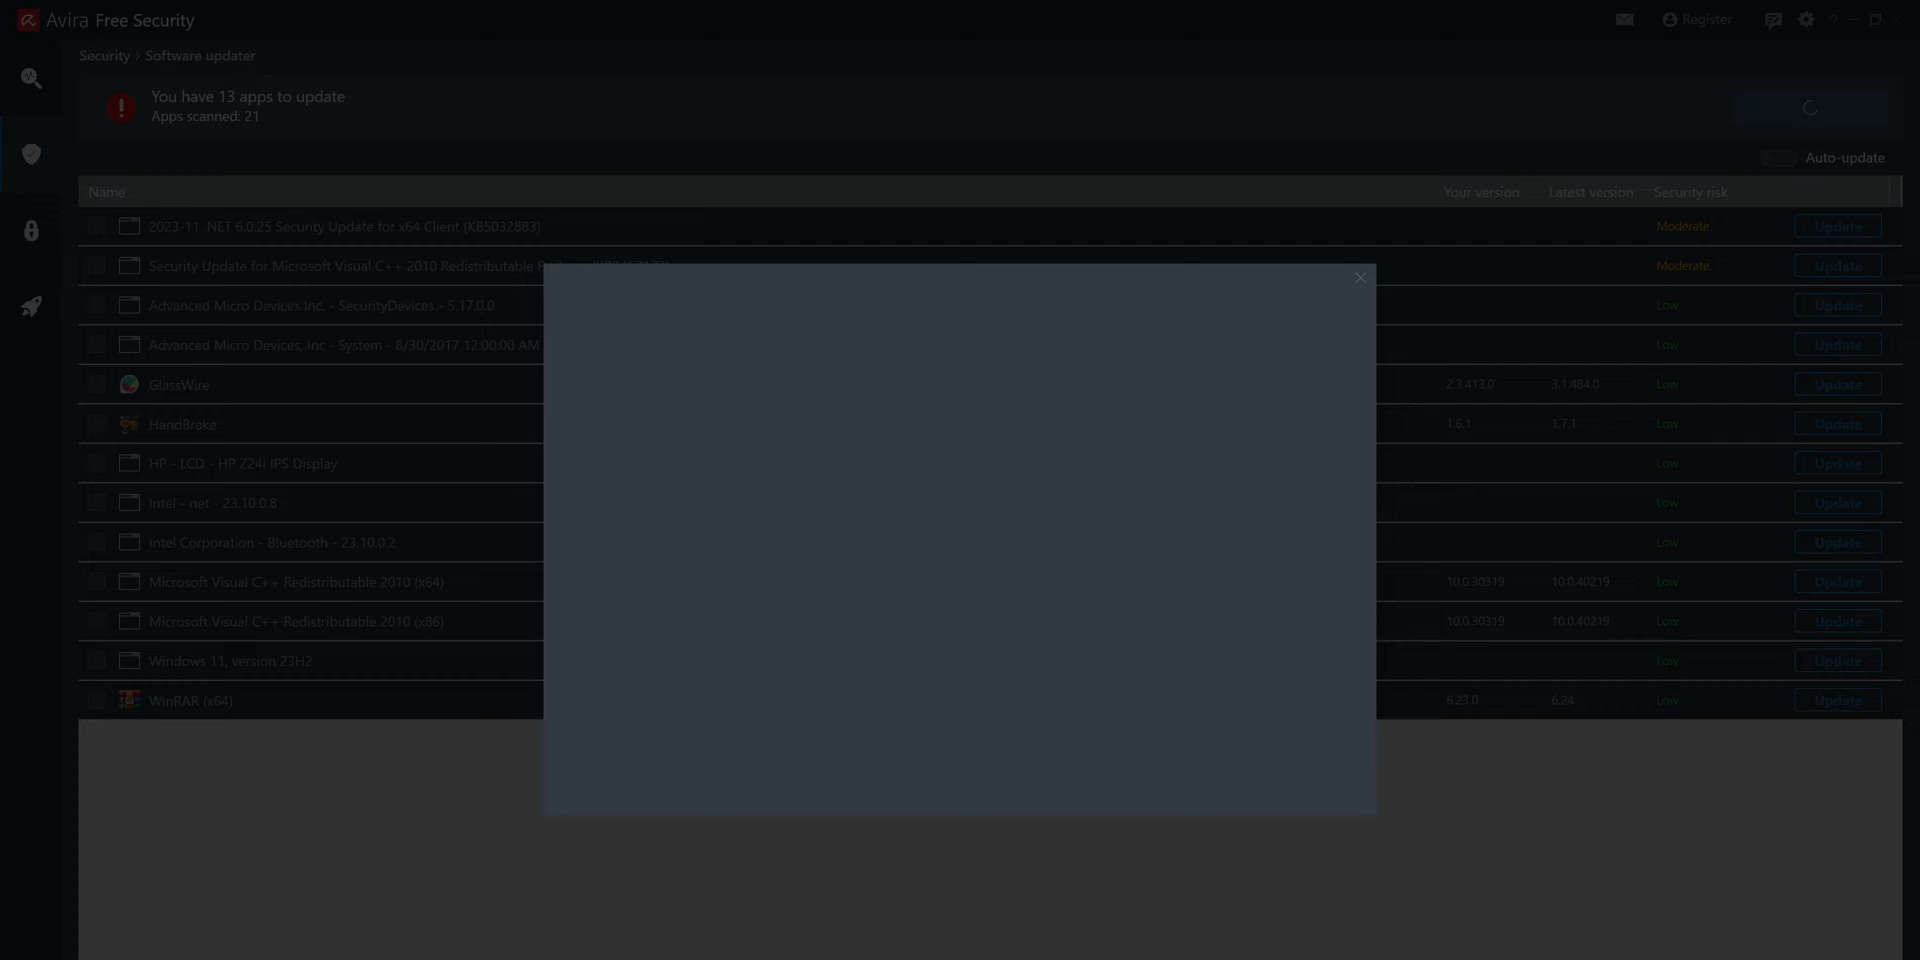 Avira Free Security
Register
?
Security > Software updater
You have 13 apps to update
Apps scanned: 21
Auto-update
Name Your version Latest version Security risk
2023-11 .NET 6.0.25 Security Update for x64 Client (KB5032883) Moderate Update
Security Update for Microsoft Visual C++ 2010 Redistributable Moderate Update
Advanced Micro Devices Inc. - SecurityDevices - 5.17.0.0 Low Update
Advanced Micro Devices, Inc - System - 8/30/2017 12:00:00 AM Low Update
GlassWire 2.3.413.0 3.1.484.0 Low Update
HandBrake 1.6.1 1.7.1 Low Update
HP - LCD - HP Z24i IPS Display Low Update
Intel - net - 23.10.0.8 Low Update
Intel Corporation - Bluetooth - 23.10.0.2 Low Update
Microsoft Visual C++ Redistributable 2010 (x64) 10.0.30319 10.0.40219 Low Update
Microsoft Visual C++ Redistributable 2010 (x86) 10.0.30319 10.0.40219 Low Update
Windows 11, version 23H2 Low Update
WinRAR (x64) 6.23.0 6.24 Low Update